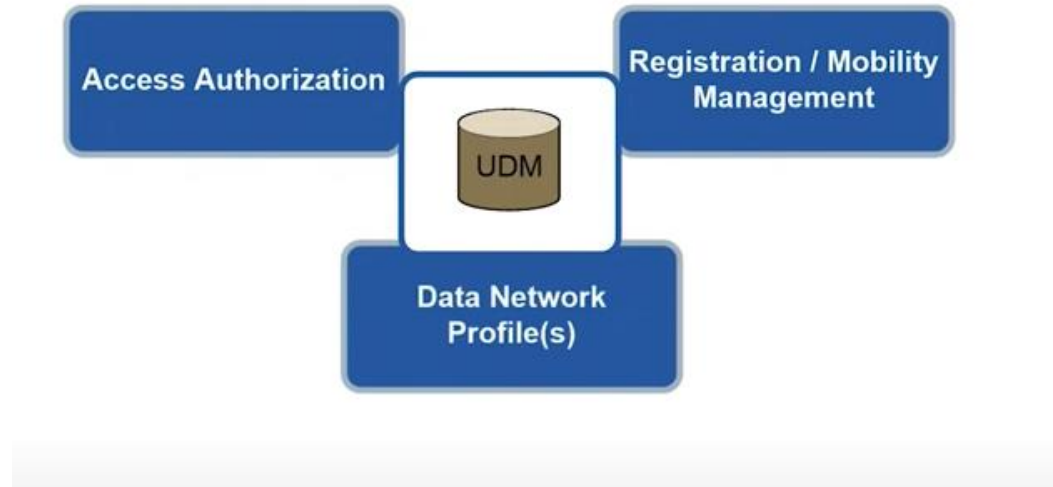 Access Authorization
Registration / Mobility
Management
UDM
Data Network
Profile(s)